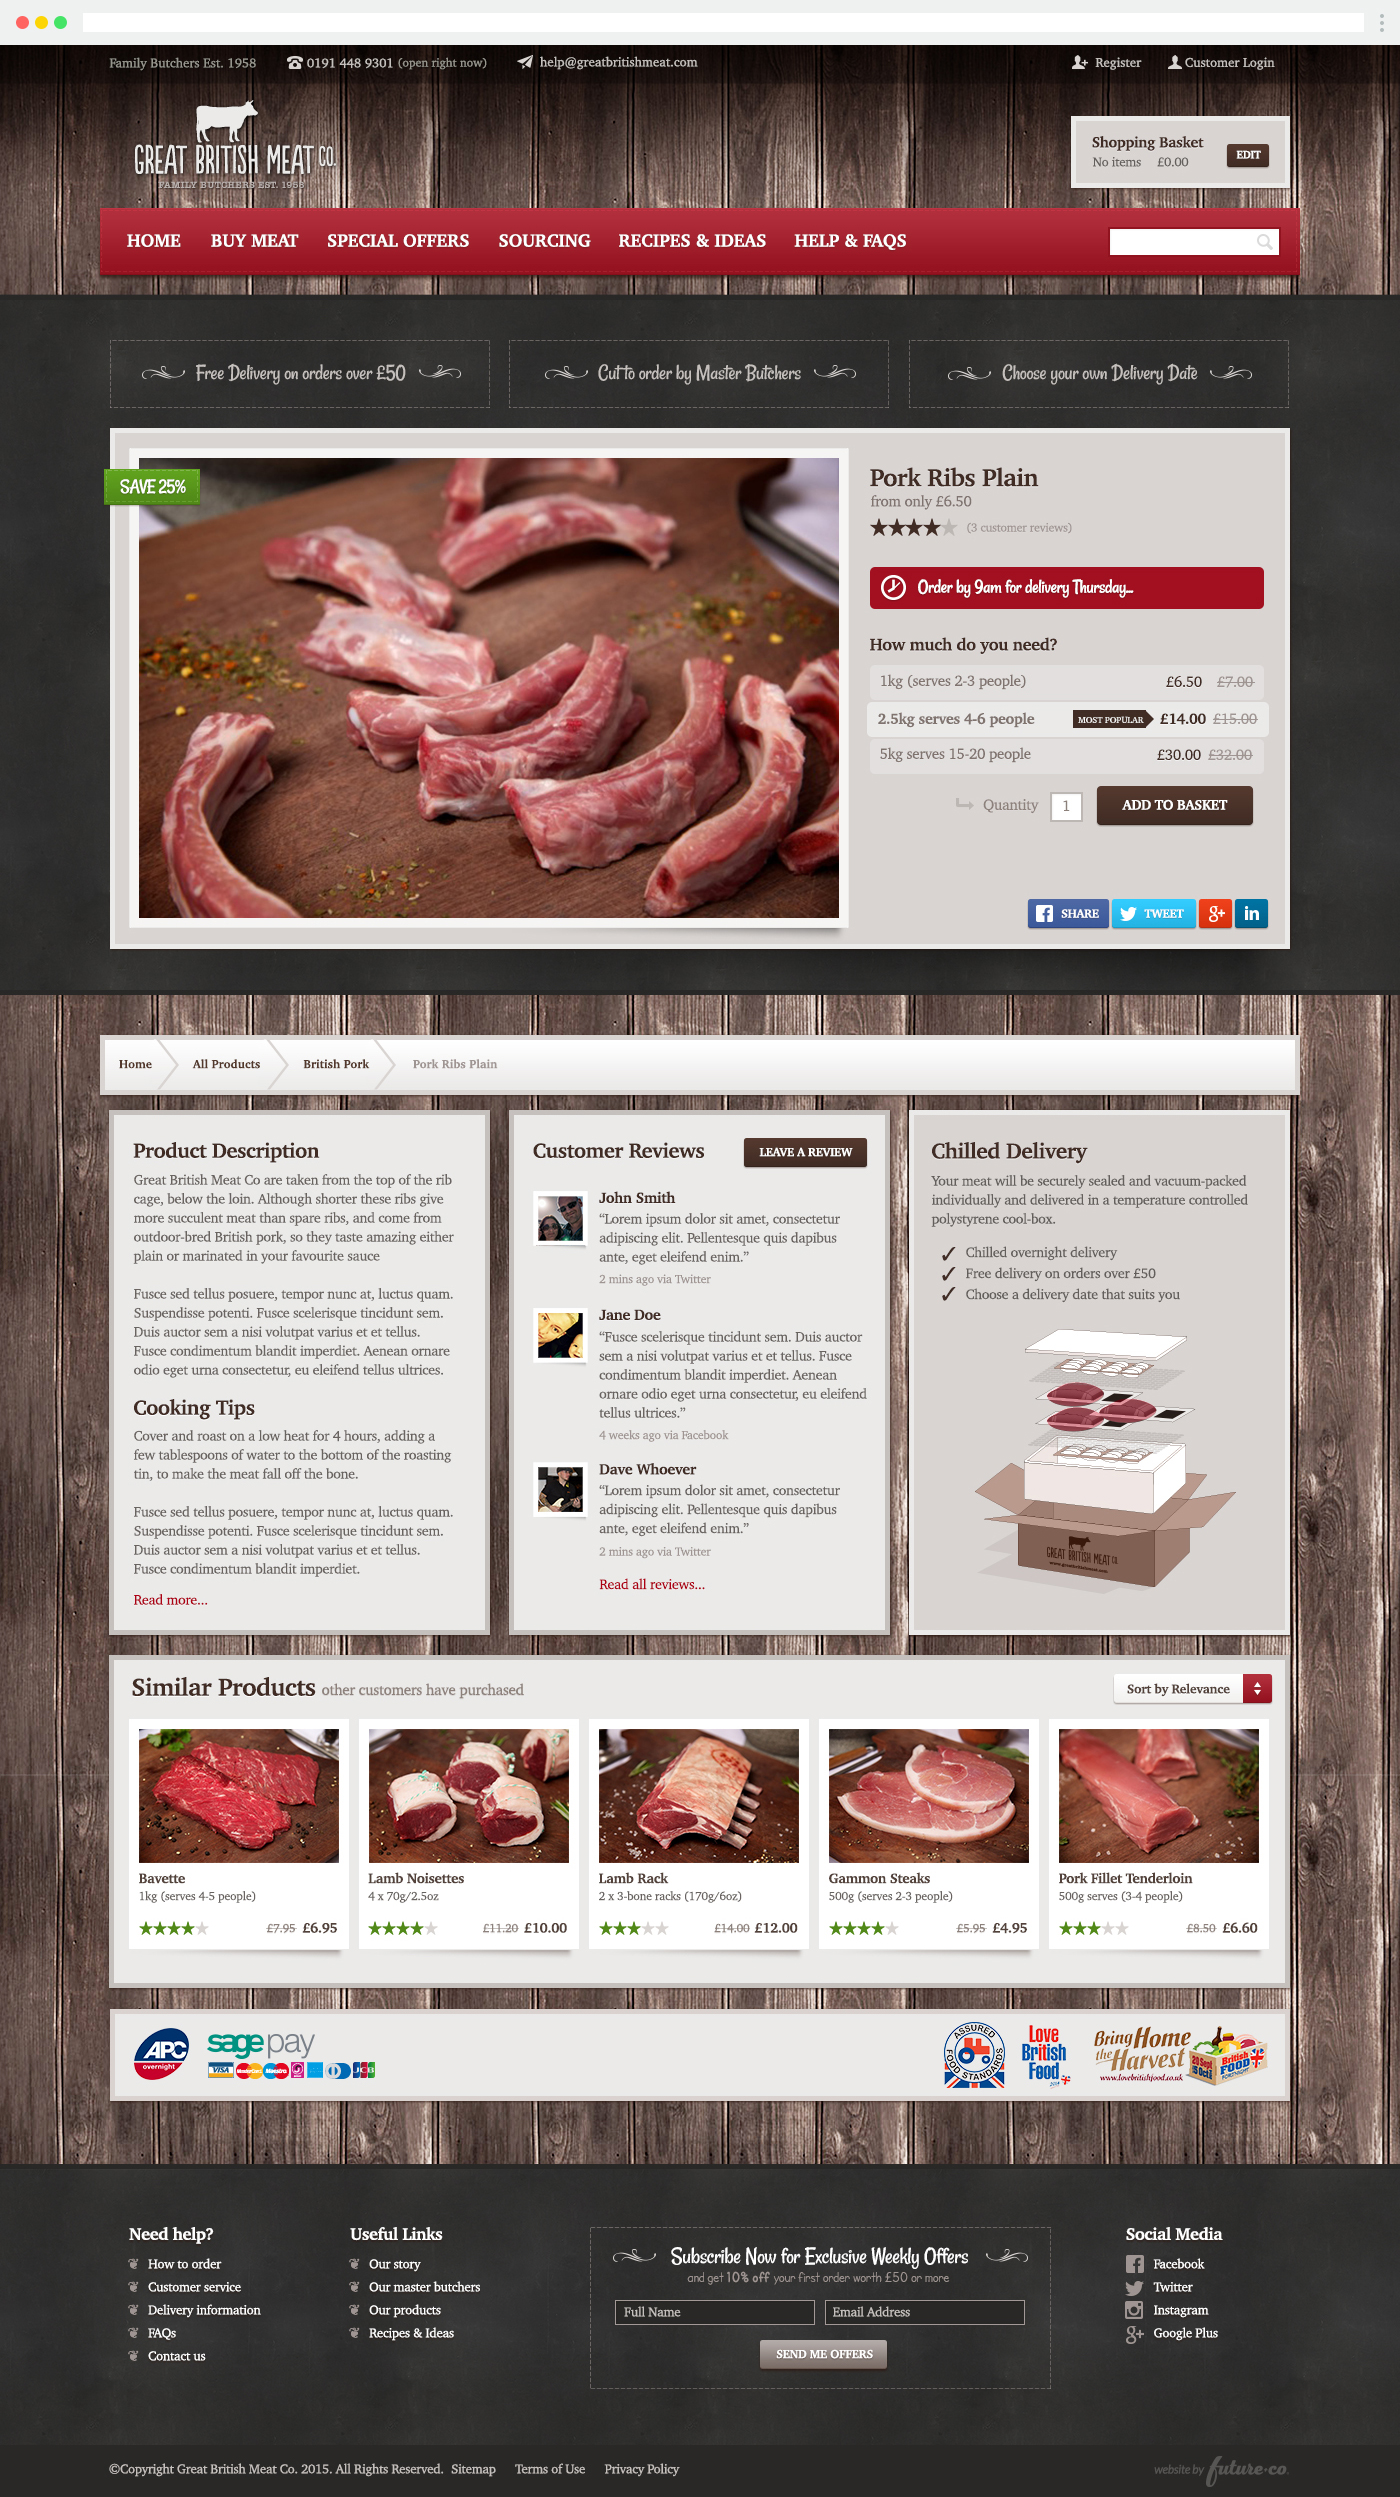 Family Butchers Est. 1958 0191 448 9301 (open right now) help@greatbritishmeat.com Register Customer Login
GREAT BRITISH MEAT CO.
FAMILY BUTCHERS EST. 1958
Shopping Basket
No items £0.00
EDIT
HOME BUY MEAT SPECIAL OFFERS SOURCING RECIPES & IDEAS HELP & FAQS
Free Delivery on orders over £50
Cut to order by Master Butchers
Choose your own Delivery Date
SAVE 25%
Pork Ribs Plain
from only £6.50
(3 customer reviews)
Order by 9am for delivery Thursday...
How much do you need?
1kg (serves 2-3 people) £6.50 £7.00
2.5kg serves 4-6 people MOST POPULAR £14.00 £15.00
5kg serves 15-20 people £30.00 £32.00
Quantity 1 ADD TO BASKET
SHARE TWEET g+ in
Home All Products British Pork Pork Ribs Plain
Product Description
Great British Meat Co are taken from the top of the rib
cage, below the loin. Although shorter these ribs give
more succulent meat than spare ribs, and come from
outdoor-bred British pork, so they taste amazing either
plain or marinated in your favourite sauce
Fusce sed tellus posuere, tempor nunc at, luctus quam.
Suspendisse potenti. Fusce scelerisque tincidunt sem.
Duis auctor sem a nisi volutpat varius et et tellus.
Fusce condimentum blandit imperdiet. Aenean ornare
odio eget urna consectetur, eu eleifend tellus ultrices.
Cooking Tips
Cover and roast on a low heat for 4 hours, adding a
few tablespoons of water to the bottom of the roasting
tin, to make the meat fall off the bone.
Fusce sed tellus posuere, tempor nunc at, luctus quam.
Suspendisse potenti. Fusce scelerisque tincidunt sem.
Duis auctor sem a nisi volutpat varius et et tellus.
Fusce condimentum blandit imperdiet.
Read more...
Customer Reviews
LEAVE A REVIEW
John Smith
“Lorem ipsum dolor sit amet, consectetur
adipiscing elit. Pellentesque quis dapibus
ante, eget eleifend enim.”
2 mins ago via Twitter
Jane Doe
“Fusce scelerisque tincidunt sem. Duis auctor
sem a nisi volutpat varius et et tellus. Fusce
condimentum blandit imperdiet. Aenean
ornare odio eget urna consectetur, eu eleifend
tellus ultrices.”
4 weeks ago via Facebook
Dave Whoever
“Lorem ipsum dolor sit amet, consectetur
adipiscing elit. Pellentesque quis dapibus
ante, eget eleifend enim.”
2 mins ago via Twitter
Read all reviews...
Chilled Delivery
Your meat will be securely sealed and vacuum-packed
individually and delivered in a temperature controlled
polystyrene cool-box.
Chilled overnight delivery
Free delivery on orders over £50
Choose a delivery date that suits you
GREAT BRITISH MEAT CO.
www.greatbritishmeat.com
Similar Products other customers have purchased
Sort by Relevance
Bavette
1kg (serves 4-5 people)
£7.95 £6.95
Lamb Noisettes
4 x 70g/2.5oz
£11.20 £10.00
Lamb Rack
2 x 3-bone racks (170g/6oz)
£14.00 £12.00
Gammon Steaks
500g (serves 2-3 people)
£5.95 £4.95
Pork Fillet Tenderloin
500g serves (3-4 people)
£8.50 £6.60
APC
overnight
sage pay
VISA MasterCard Maestro JCB
ASSURED
FOOD STANDARDS
Love
British
Food
Bring Home
the Harvest
www.lovebritishfood.co.uk
20 Sept
5 Oct
British
FOOD
FORTNIGHT
Need help?
How to order
Customer service
Delivery information
FAQs
Contact us
Useful Links
Our story
Our master butchers
Our products
Recipes & Ideas
Subscribe Now for Exclusive Weekly Offers
and get 10% off your first order worth £50 or more
Full Name Email Address
SEND ME OFFERS
Social Media
Facebook
Twitter
Instagram
Google Plus
©Copyright Great British Meat Co. 2015. All Rights Reserved. Sitemap Terms of Use Privacy Policy
website by future·co.